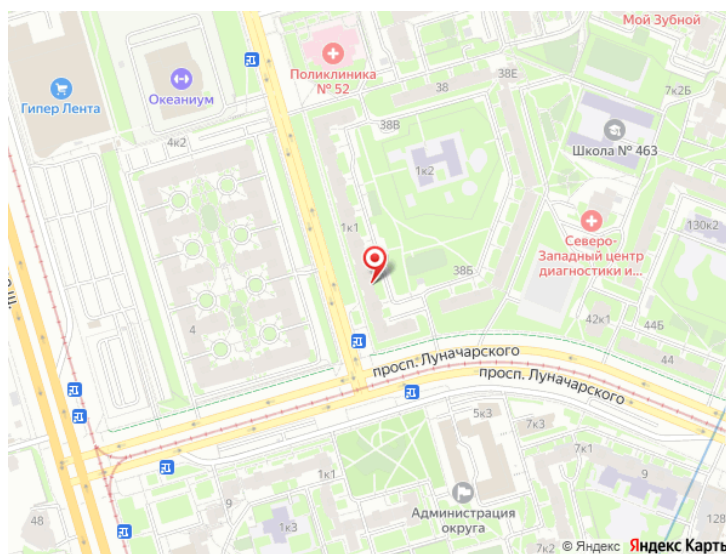 Мой Зубной
Поликлиника
№ 52
Океаниум
Гипер Лента
38Е
38
7к2Б
38В
4к2
Школа № 463
1к2
130к2
1к1
Северо-
Западный центр
диагностики и...
38Б
4
42к1
44Б
44
просп. Луначарского
просп. Луначарского
5к3
7к3
7к1
1к1
9
9
Администрация
округа
48
1к3
128
7к2
© Яндекс Яндекс Карты